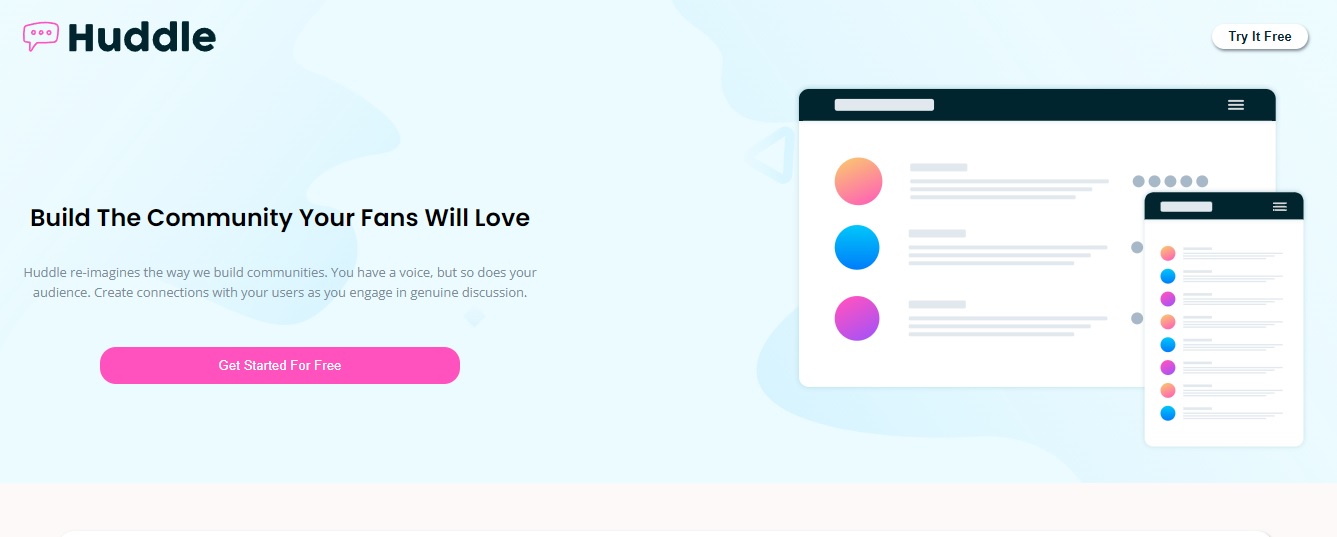 Huddle
Try It Free
Build The Community Your Fans Will Love
Huddle re-imagines the way we build communities. You have a voice, but so does your
audience. Create connections with your users as you engage in genuine discussion.
Get Started For Free